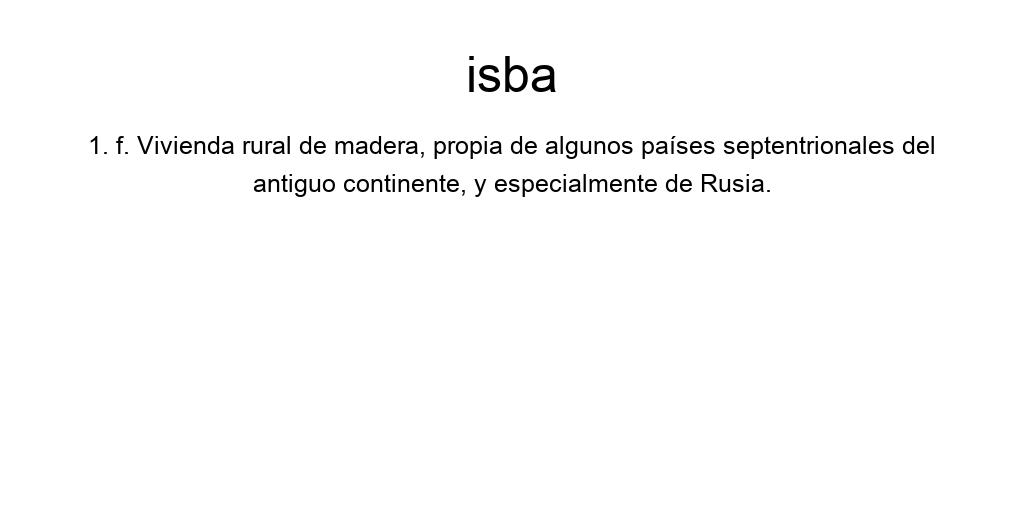 isba
1. f. Vivienda rural de madera, propia de algunos países septentrionales del
antiguo continente, y especialmente de Rusia.